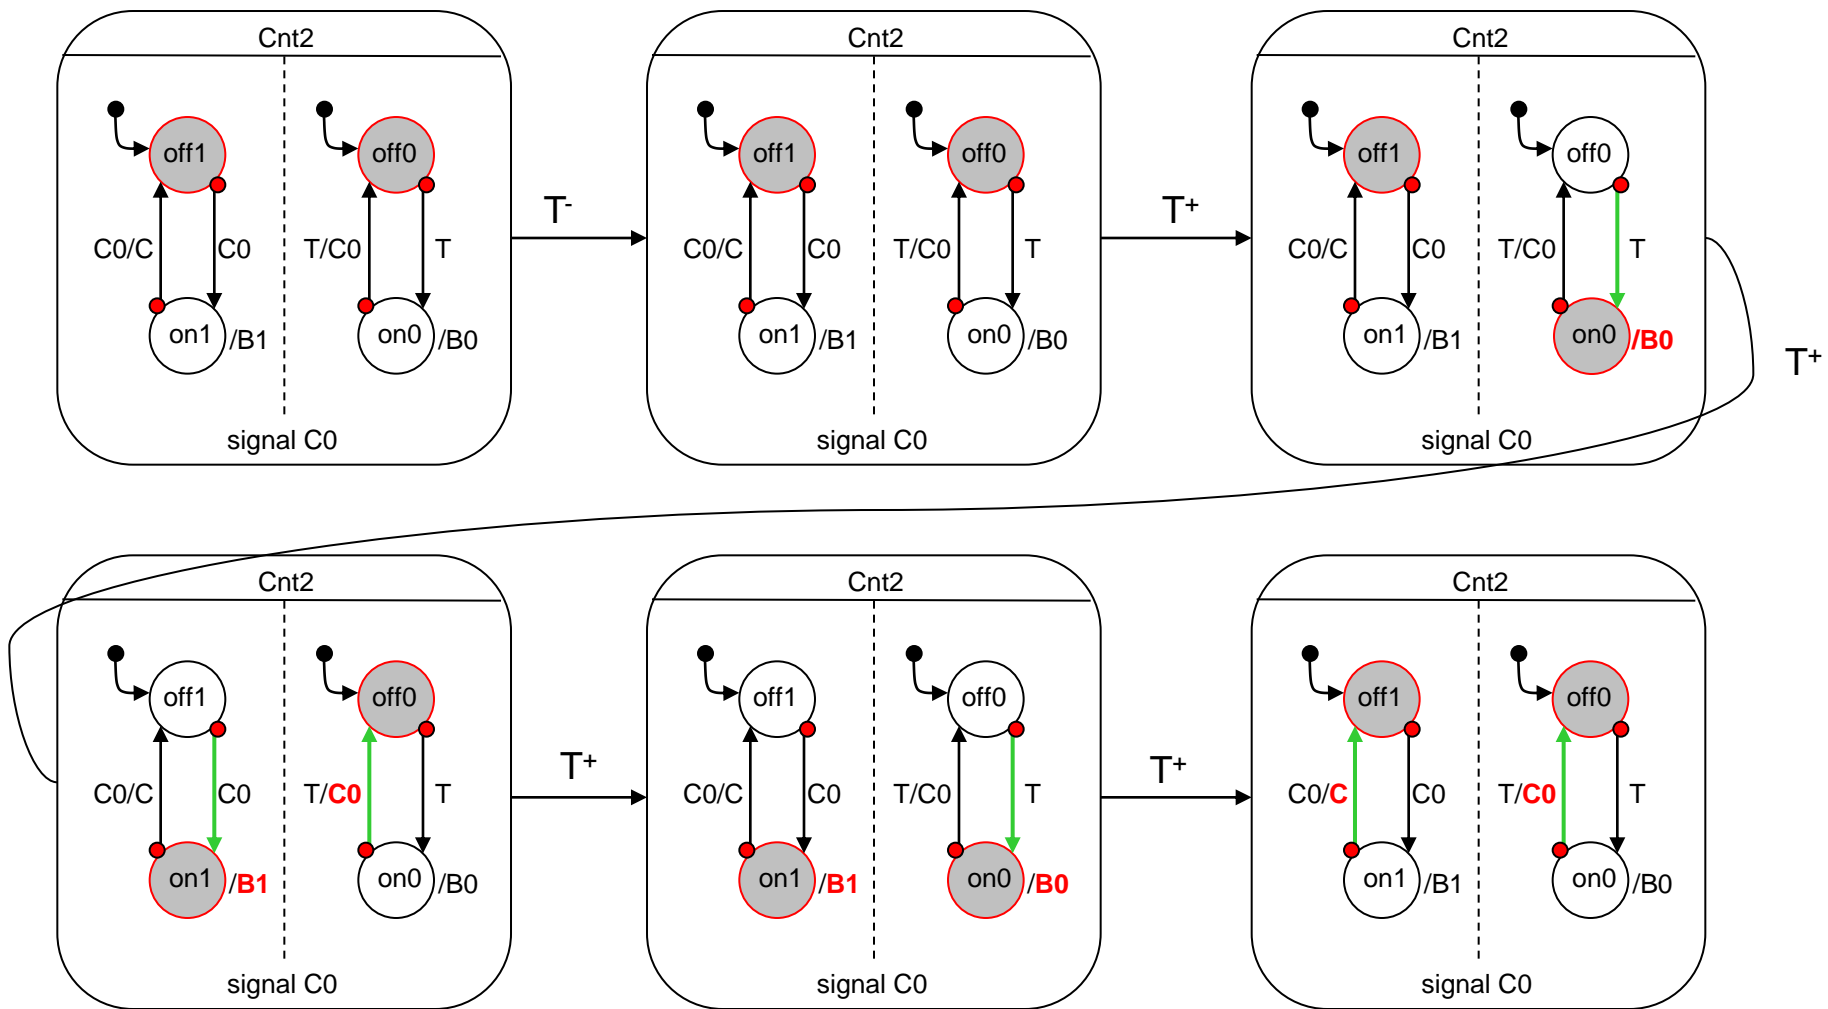 Cnt2
off1
off0
C0/C
C0
T/C0
T
on1
/B1
on0
/B0
signal C0
T-
Cnt2
off1
off0
C0/C
C0
T/C0
T
on1
/B1
on0
/B0
signal C0
T+
Cnt2
off1
off0
C0/C
C0
T/C0
T
on1
/B1
on0
/B0
signal C0
T+
Cnt2
off1
off0
C0/C
C0
T/C0
T
on1
/B1
on0
/B0
signal C0
T+
Cnt2
off1
off0
C0/C
C0
T/C0
T
on1
/B1
on0
/B0
signal C0
T+
Cnt2
off1
off0
C0/C
C0
T/C0
T
on1
/B1
on0
/B0
signal C0